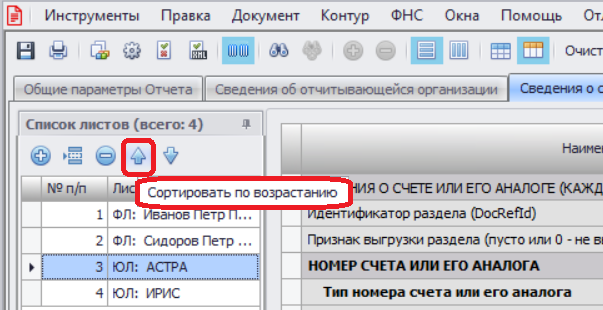 Инструменты Правка Документ Контур ФНС Окна Помощь
Очист
Общие параметры Отчета Сведения об отчитывающейся организации Сведения о с
Список листов (всего: 4)
Наимен
№ п/п Лис
Сортировать по возрастанию
НИЯ О СЧЕТЕ ИЛИ ЕГО АНАЛОГЕ (КАЖД
1 ФЛ: Иванов Петр П...
Идентификатор раздела (DocRefId)
2 ФЛ: Сидоров Петр ...
Признак выгрузки раздела (пусто или 0 - не в
3 ЮЛ: АСТРА
НОМЕР СЧЕТА ИЛИ ЕГО АНАЛОГА
4 ЮЛ: ИРИС
Тип номера счета или его аналога